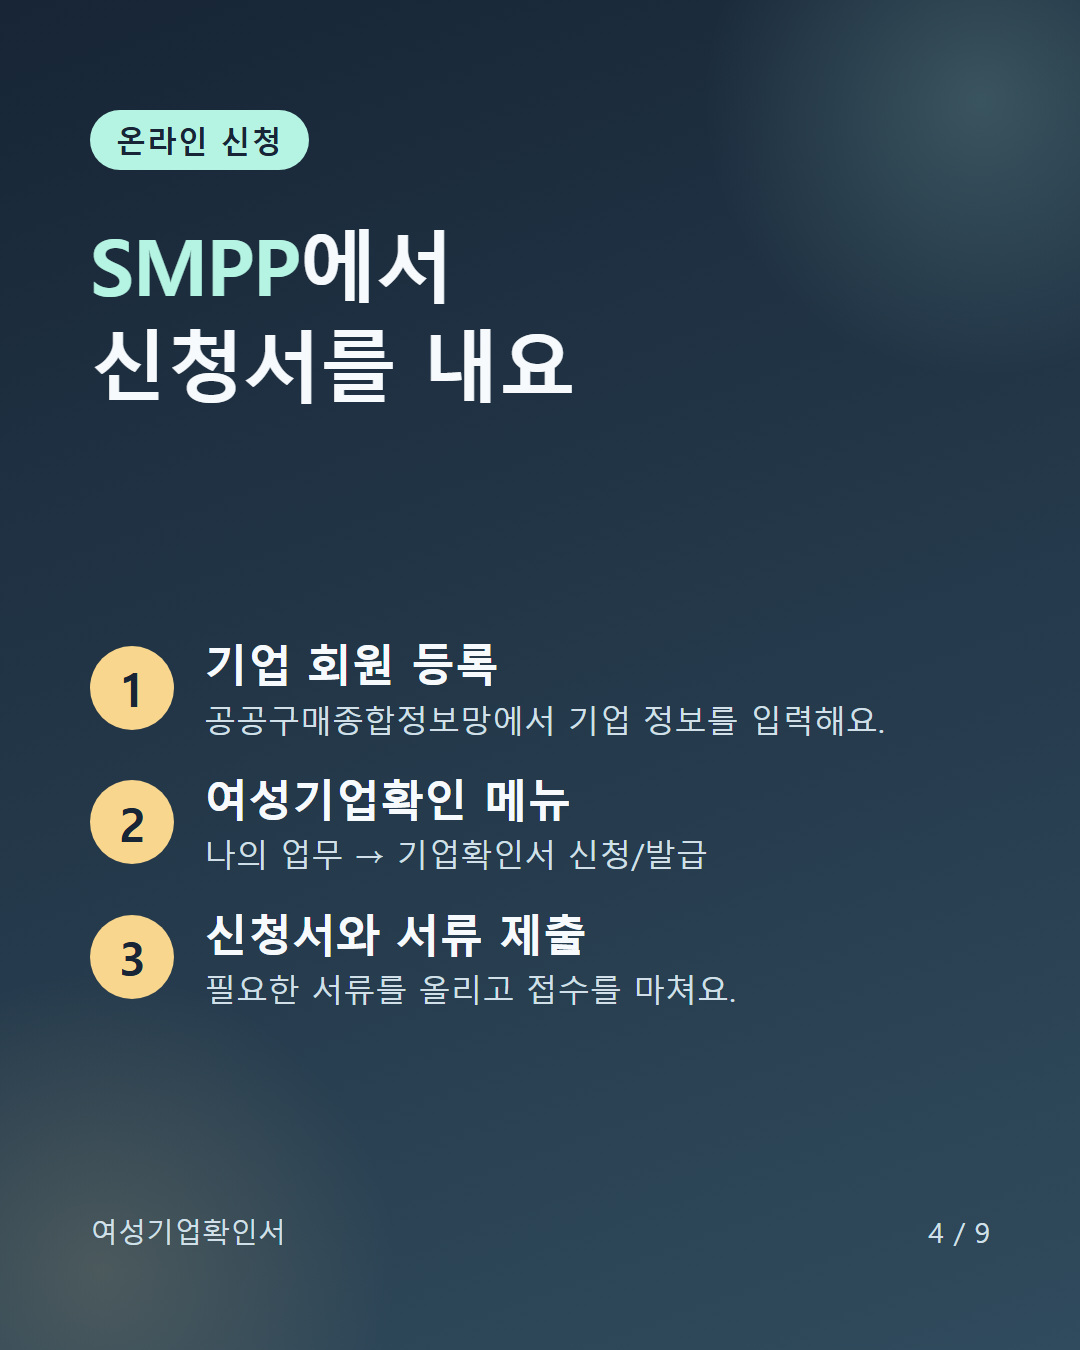 온라인 신청
SMPP에서
신청서를 내요
1
기업 회원 등록
공공구매종합정보망에서 기업 정보를 입력해요.
2
여성기업확인 메뉴
나의 업무 → 기업확인서 신청/발급
3
신청서와 서류 제출
필요한 서류를 올리고 접수를 마쳐요.
여성기업확인서
4 / 9